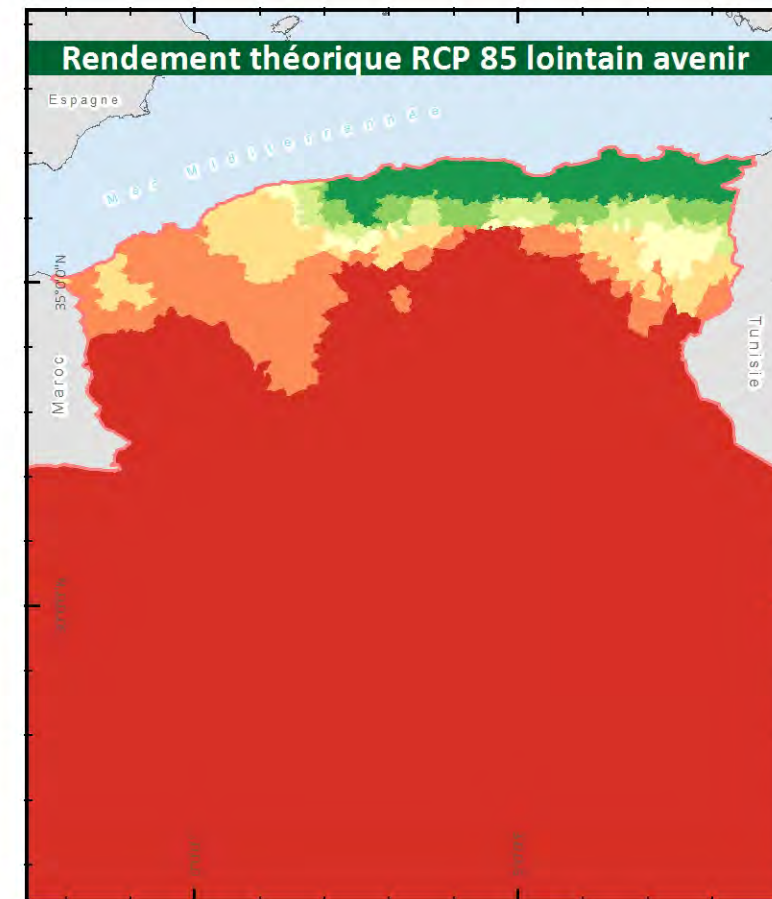 Rendement théorique RCP 85 lointain avenir
Espagne
Mer Méditerranée
35°0'0"N
Maroc
Tunisie